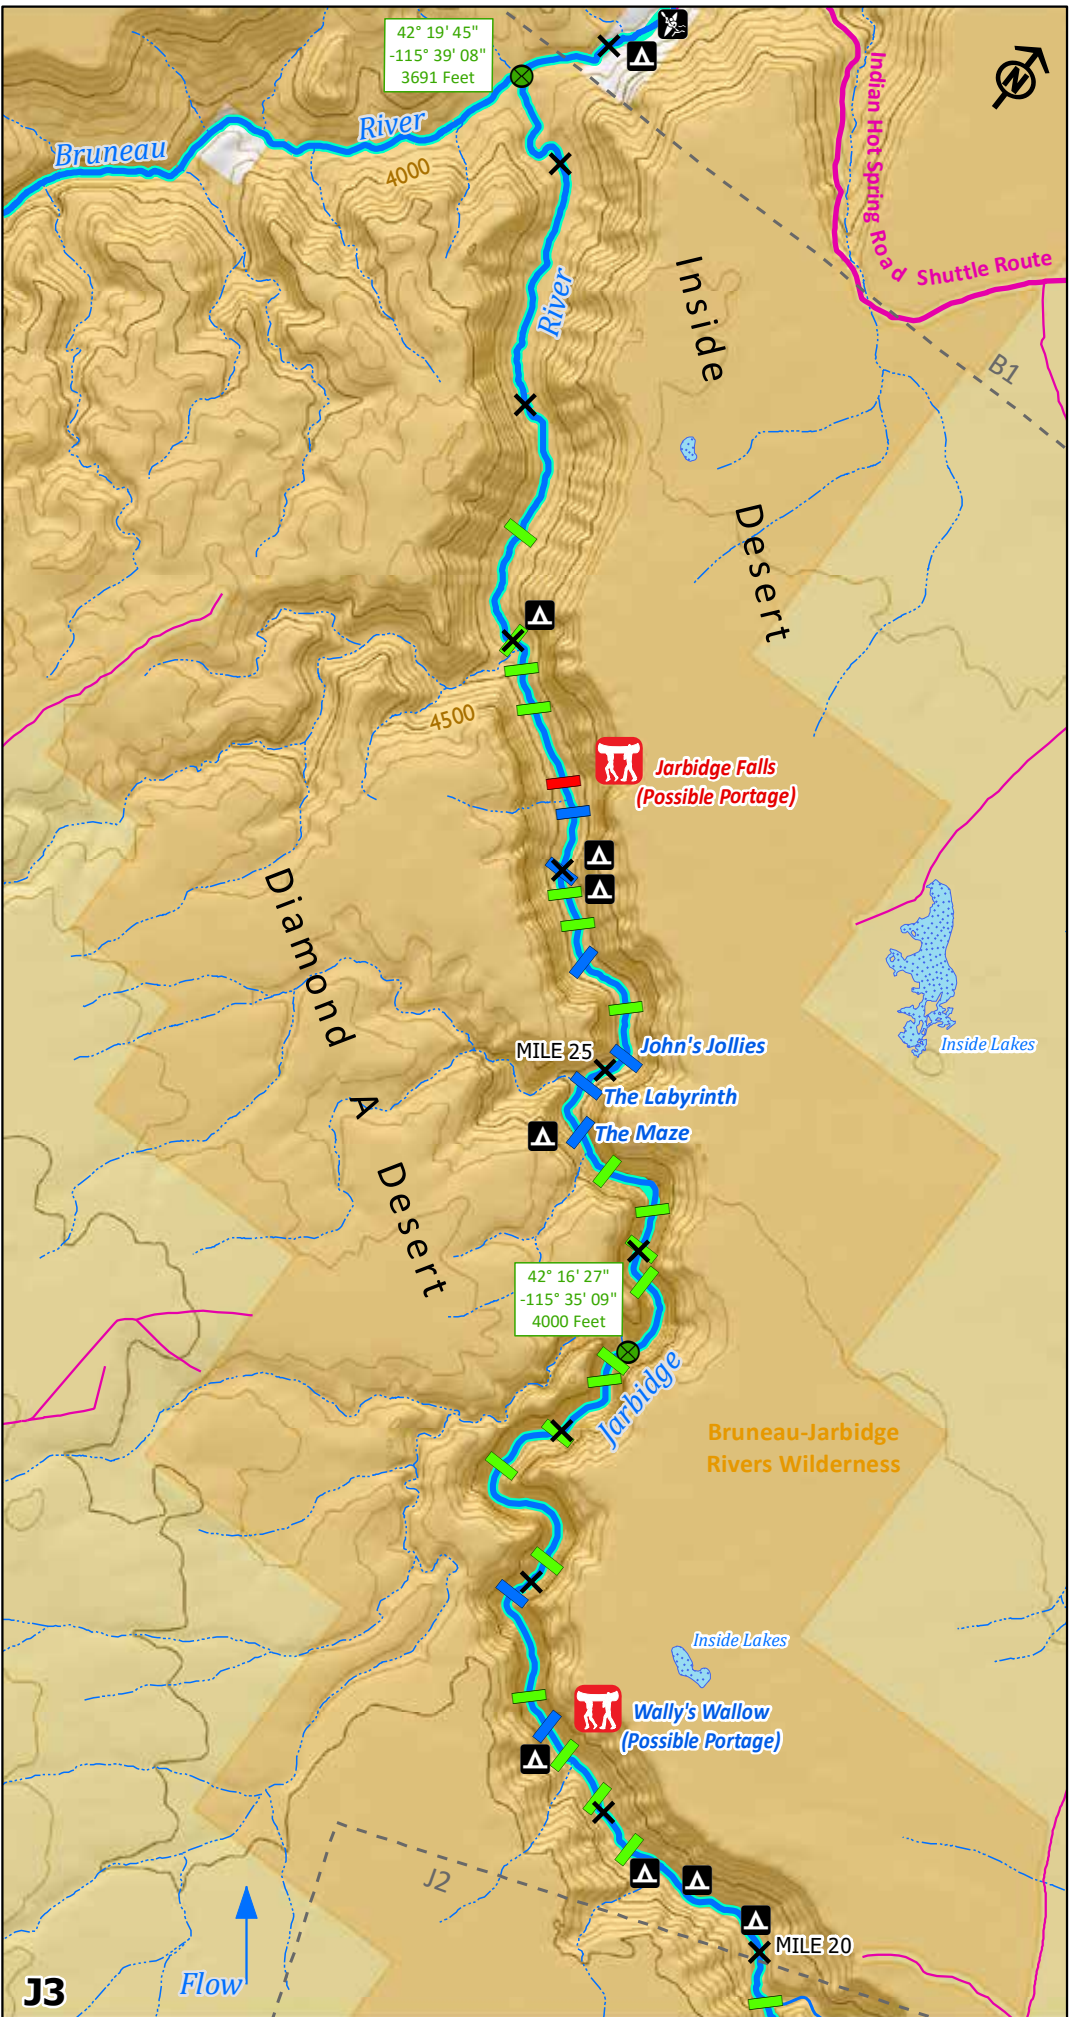 42° 19' 45"
-115° 39' 08"
3691 Feet
N
Bruneau
River
4000
Indian Hot Spring Road
Shuttle Route
Inside
River
B1
Desert
4500
Jarbidge Falls
(Possible Portage)
Diamond
MILE 25
John's Jollies
Inside Lakes
The Labyrinth
A
The Maze
Desert
42° 16' 27"
-115° 35' 09"
4000 Feet
Jarbidge
Bruneau-Jarbidge
Rivers Wilderness
Inside Lakes
Wally's Wallow
(Possible Portage)
J2
MILE 20
Flow
J3